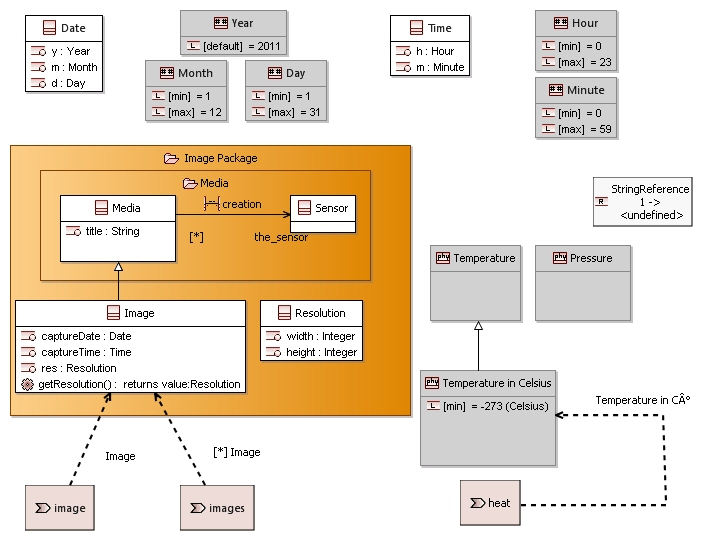 Date
y : Year
m : Month
d : Day
Year
[default] = 2011
Month
[min] = 1
[max] = 12
Day
[min] = 1
[max] = 31
Time
h : Hour
m : Minute
Hour
[min] = 0
[max] = 23
Minute
[min] = 0
[max] = 59
Image Package
Media
Media
title : String
creation
[*]
the_sensor
Sensor
Image
captureDate : Date
captureTime : Time
res : Resolution
getResolution() : returns value:Resolution
Resolution
width : Integer
height : Integer
StringReference
1 ->
<undefined>
Temperature
Pressure
Temperature in Celsius
[min] = -273 (Celsius)
Temperature in CÂº
Image
[*] Image
image
images
heat